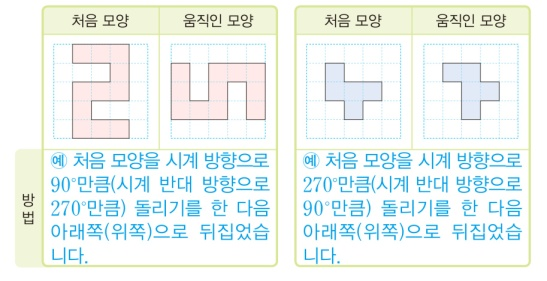 처음 모양
움직인 모양
처음 모양
움직인 모양
방
법
예 처음 모양을 시계 방향으로
90°만큼(시계 반대 방향으로
270°만큼) 돌리기를 한 다음
아래쪽(위쪽)으로 뒤집었습
니다.
예 처음 모양을 시계 방향으로
270°만큼(시계 반대 방향으로
90°만큼) 돌리기를 한 다음
아래쪽(위쪽)으로 뒤집었습
니다.